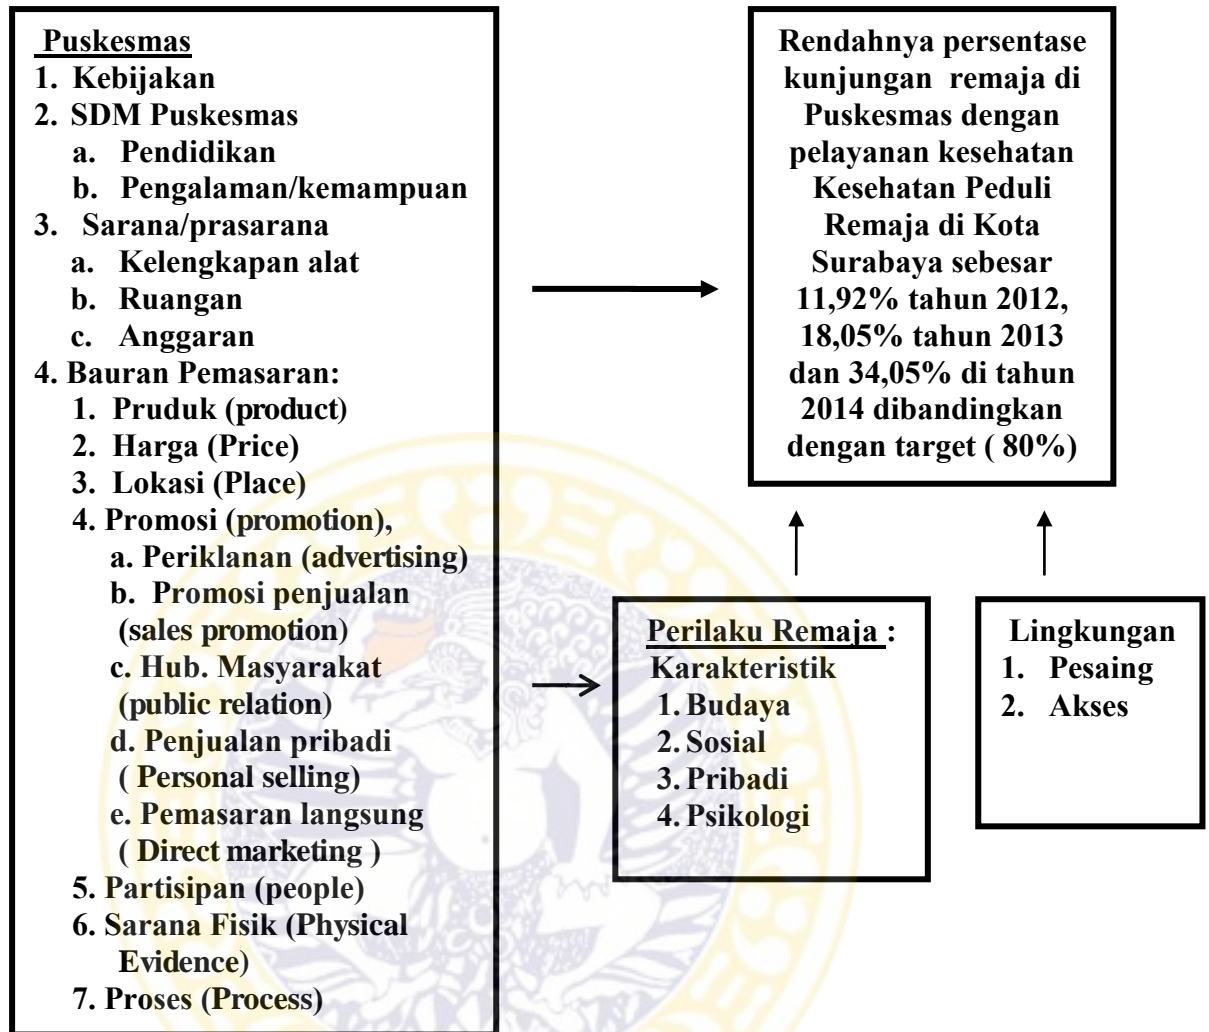 Puskesmas
1. Kebijakan
2. SDM Puskesmas
a. Pendidikan
b. Pengalaman/kemampuan
3. Sarana/prasarana
a. Kelengkapan alat
b. Ruangan
c. Anggaran
4. Bauran Pemasaran:
1. Pruduk (product)
2. Harga (Price)
3. Lokasi (Place)
4. Promosi (promotion),
a. Periklanan (advertising)
b. Promosi penjualan
(sales promotion)
c. Hub. Masyarakat
(public relation)
d. Penjualan pribadi
( Personal selling)
e. Pemasaran langsung
( Direct marketing )
5. Partisipan (people)
6. Sarana Fisik (Physical
Evidence)
7. Proses (Process)
Rendahnya persentase
kunjungan remaja di
Puskesmas dengan
pelayanan kesehatan
Kesehatan Peduli
Remaja di Kota
Surabaya sebesar
11,92% tahun 2012,
18,05% tahun 2013
dan 34,05% di tahun
2014 dibandingkan
dengan target ( 80%)
Perilaku Remaja :
Karakteristik
1. Budaya
2. Sosial
3. Pribadi
4. Psikologi
Lingkungan
1. Pesaing
2. Akses